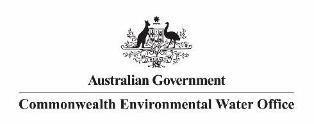 Australian Government
Commonwealth Environmental Water Office